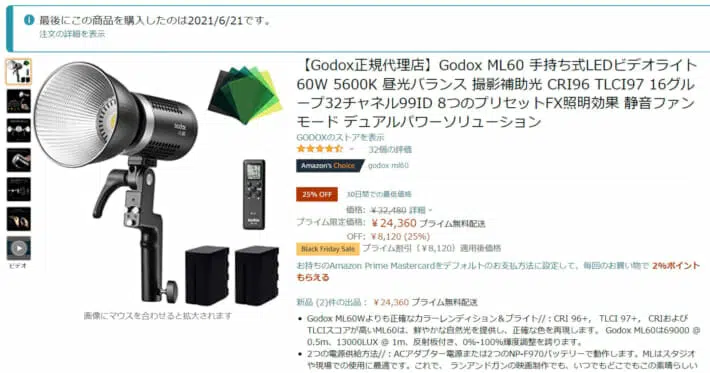 最後にこの商品を購入したのは2021/6/21です。
注文の詳細を表示
【Godox正規代理店】Godox ML60 手持ち式LEDビデオライト
60W 5600K 昼光バランス 撮影補助光 CRI96 TLCI97 16グル
ープ32チャネル99ID 8つのプリセットFX照明効果 静音ファン
モード デュアルパワーソリューション
GODOXのストアを表示
32個の評価
Amazon's Choice godox ml60
25% OFF 30日間での最低価格
価格: ￥32,480 詳細
プライム限定価格: ￥24,360 プライム無料配送
OFF: ￥8,120 (25%)
Black Friday Sale プライム割引（￥8,120）適用後価格
お持ちのAmazon Prime Mastercardをデフォルトのお支払方法に設定して、毎回のお買い物で 2%ポイント
もらえる
新品 (2)件の出品： ￥24,360 プライム無料配送
• Godox ML60Wよりも正確なカラーレンディション＆ブライト//：CRI 96+， TLCI 97+， CRIおよび
TLCIスコアが高いML60は、鮮やかな自然光を提供し、正確な色を再現します。 Godox ML60は69000 @
0.5m、13000LUX @ 1m、反射板付き、0%-100%輝度調整を誇ります。
• 2つの電源供給方法//：ACアダプター電源または2つのNP-F970バッテリーで動作します。MLはスタジオ
や現場での使用に最適です。これで、 ランアンドガンの映画制作でも、いつでもどこでもこの素晴らしい
ビデオ
画像にマウスを合わせると拡大されます
Godox